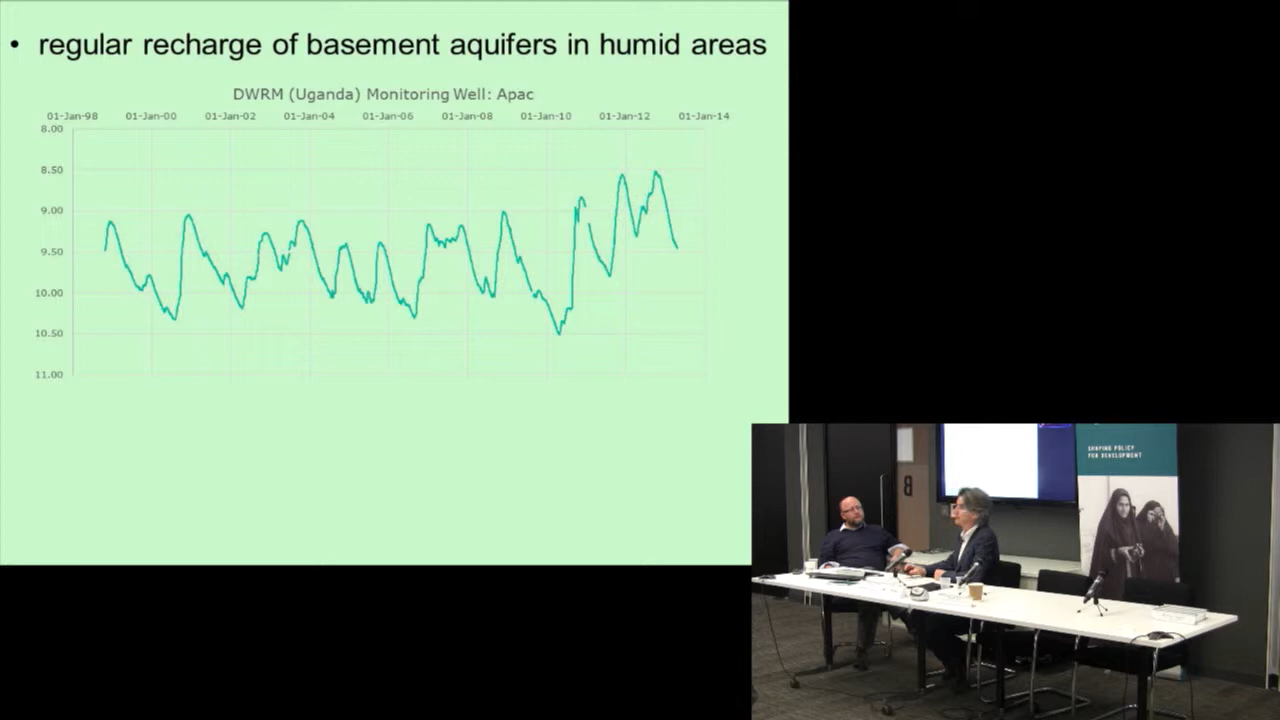 • regular recharge of basement aquifers in humid areas
DWRM (Uganda) Monitoring Well: Apac
01-Jan-98 01-Jan-00 01-Jan-02 01-Jan-04 01-Jan-06 01-Jan-08 01-Jan-10 01-Jan-12 01-Jan-14
8.00
8.50
9.00
9.50
10.00
10.50
11.00
SHAPING POLICY
FOR DEVELOPMENT
B